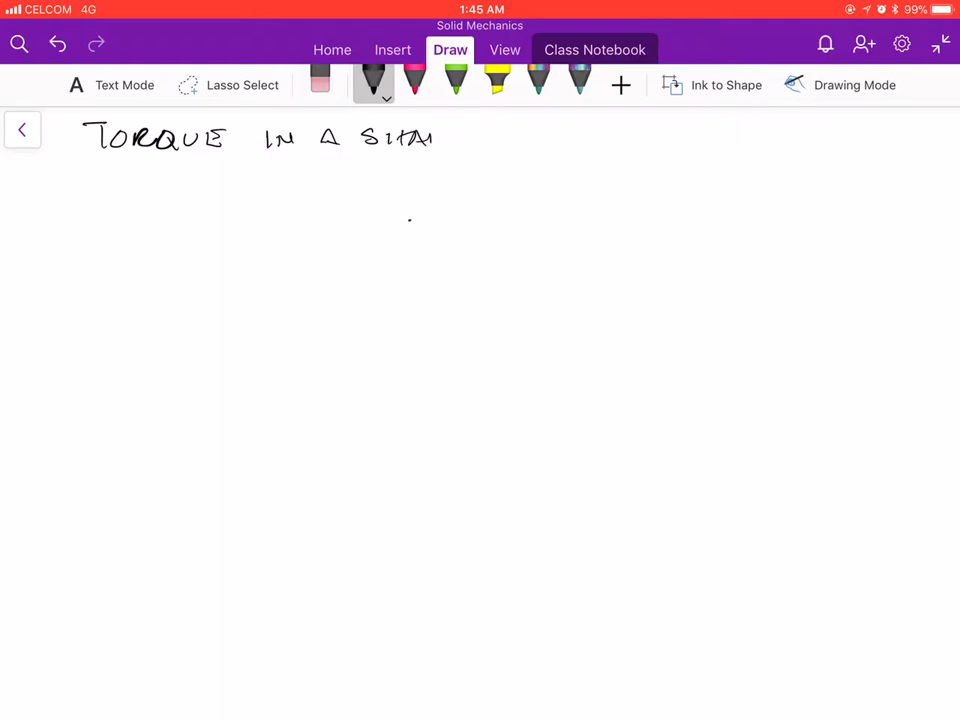 CELCOM 4G 1:45 AM 99%
Solid Mechanics
Home Insert Draw View Class Notebook
A Text Mode Lasso Select Ink to Shape Drawing Mode
TORQUE IN A SHA